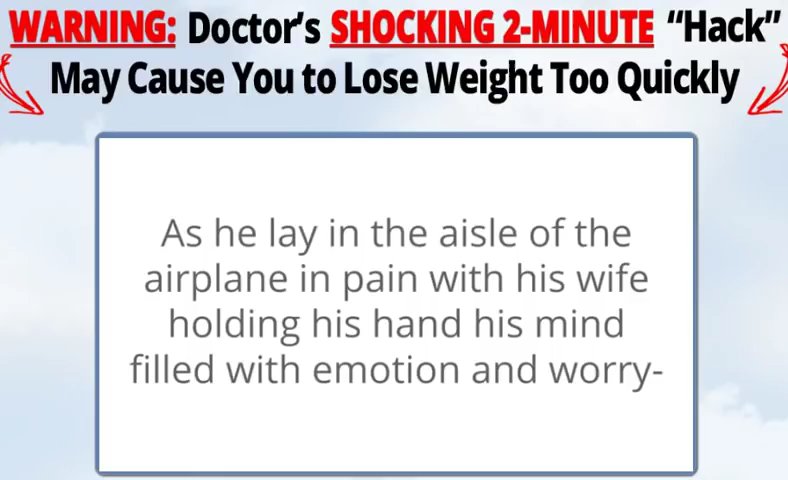 WARNING: Doctor's SHOCKING 2-MINUTE “Hack”
May Cause You to Lose Weight Too Quickly
As he lay in the aisle of the
airplane in pain with his wife
holding his hand his mind
filled with emotion and worry-